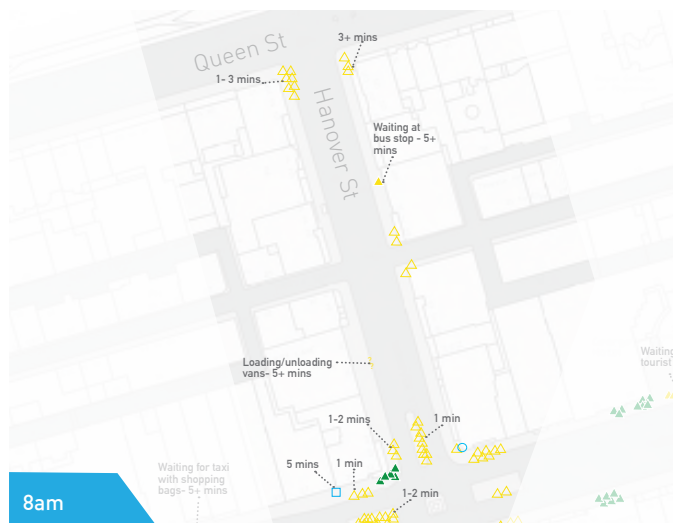 Queen St
3+ mins
1- 3 mins
Hanover St
Waiting at
bus stop - 5+
mins
Loading/unloading
vans- 5+ mins
Waiting
tourist
1-2 mins
1 min
Waiting for taxi
with shopping
bags- 5+ mins
5 mins
1 min
1-2 min
8am